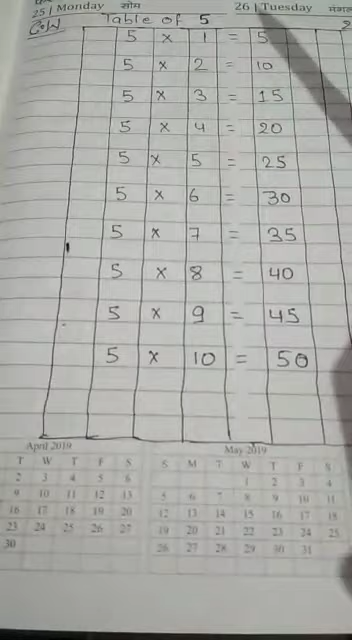 25 | Monday सोम 26 | Tuesday मंगल
C/W Table of 5
5 × 1 = 5
5 × 2 = 10
5 × 3 = 15
5 × 4 = 20
5 × 5 = 25
5 × 6 = 30
5 × 7 = 35
5 × 8 = 40
5 × 9 = 45
5 × 10 = 50
April 2019 May 2019
T W T F S S M T W T F S
2 3 4 5 6 1 2 3 4
9 10 11 12 13 5 6 7 8 9 10 11
16 17 18 19 20 12 13 14 15 16 17 18
23 24 25 26 27 19 20 21 22 23 24 25
30 26 27 28 29 30 31